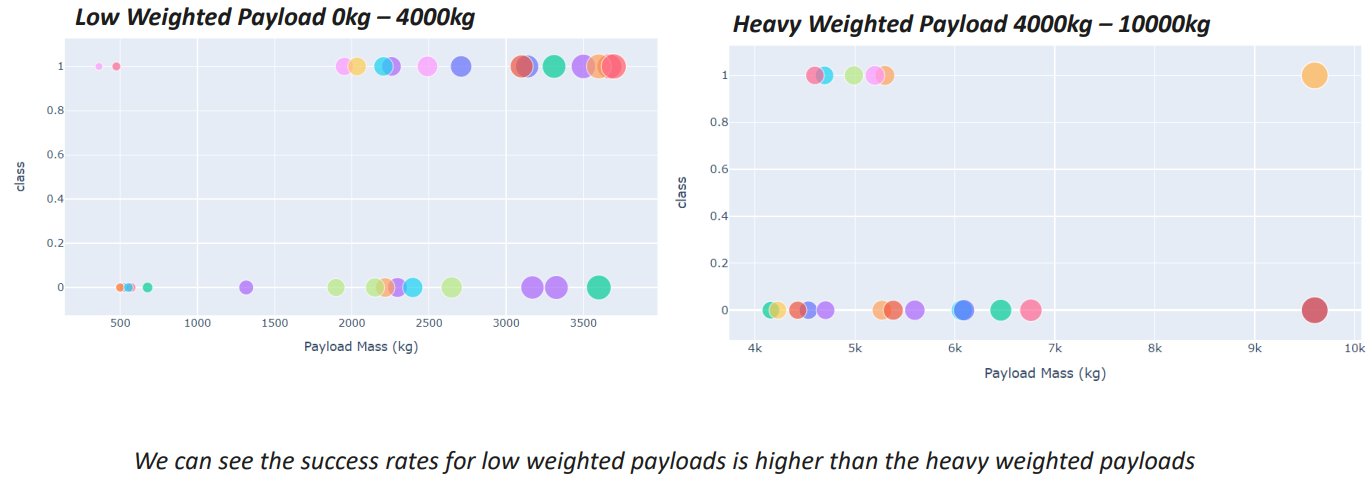 Low Weighted Payload 0kg – 4000kg
1
0.8
0.6
0.4
0.2
0
class
500 1000 1500 2000 2500 3000 3500
Payload Mass (kg)
Heavy Weighted Payload 4000kg – 10000kg
1
0.8
0.6
0.4
0.2
0
class
4k 5k 6k 7k 8k 9k 10k
Payload Mass (kg)
We can see the success rates for low weighted payloads is higher than the heavy weighted payloads